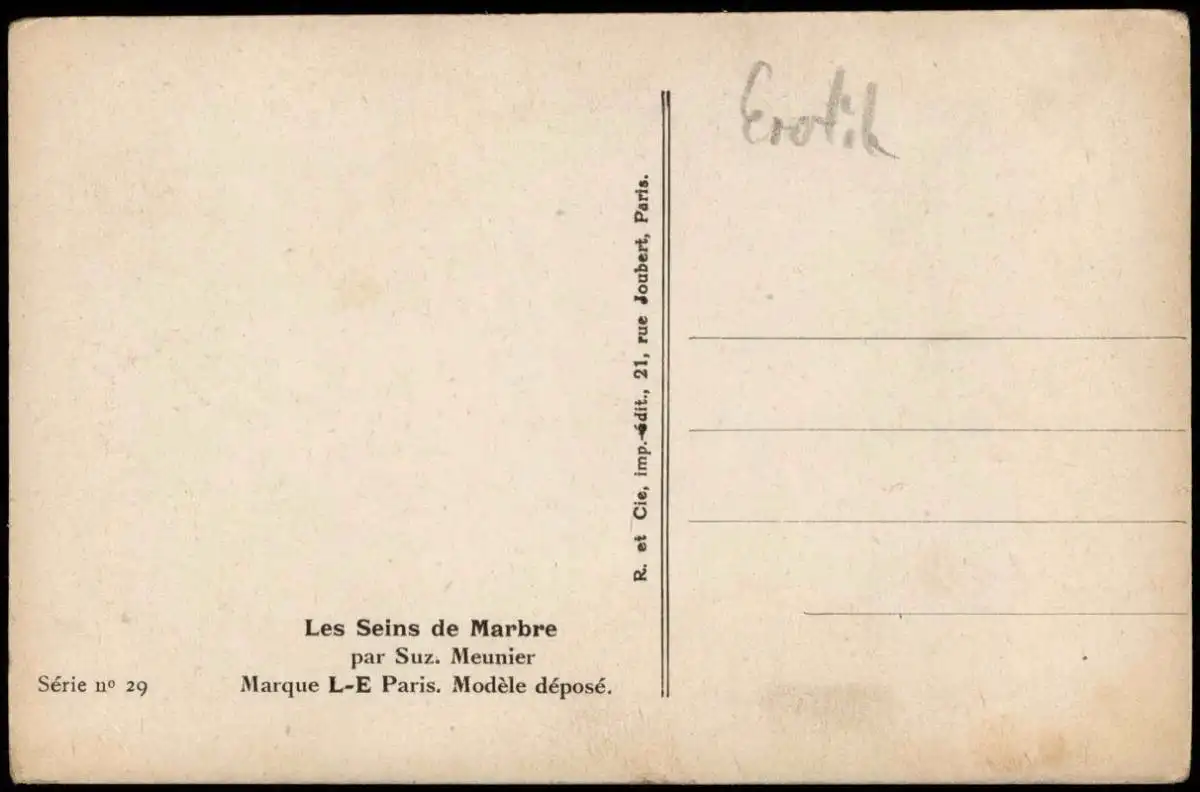 Erotik
R. et Cie, imp.-édit., 21, rue Joubert, Paris.
Les Seins de Marbre
par Suz. Meunier
Série nº 29
Marque L-E Paris. Modèle déposé.